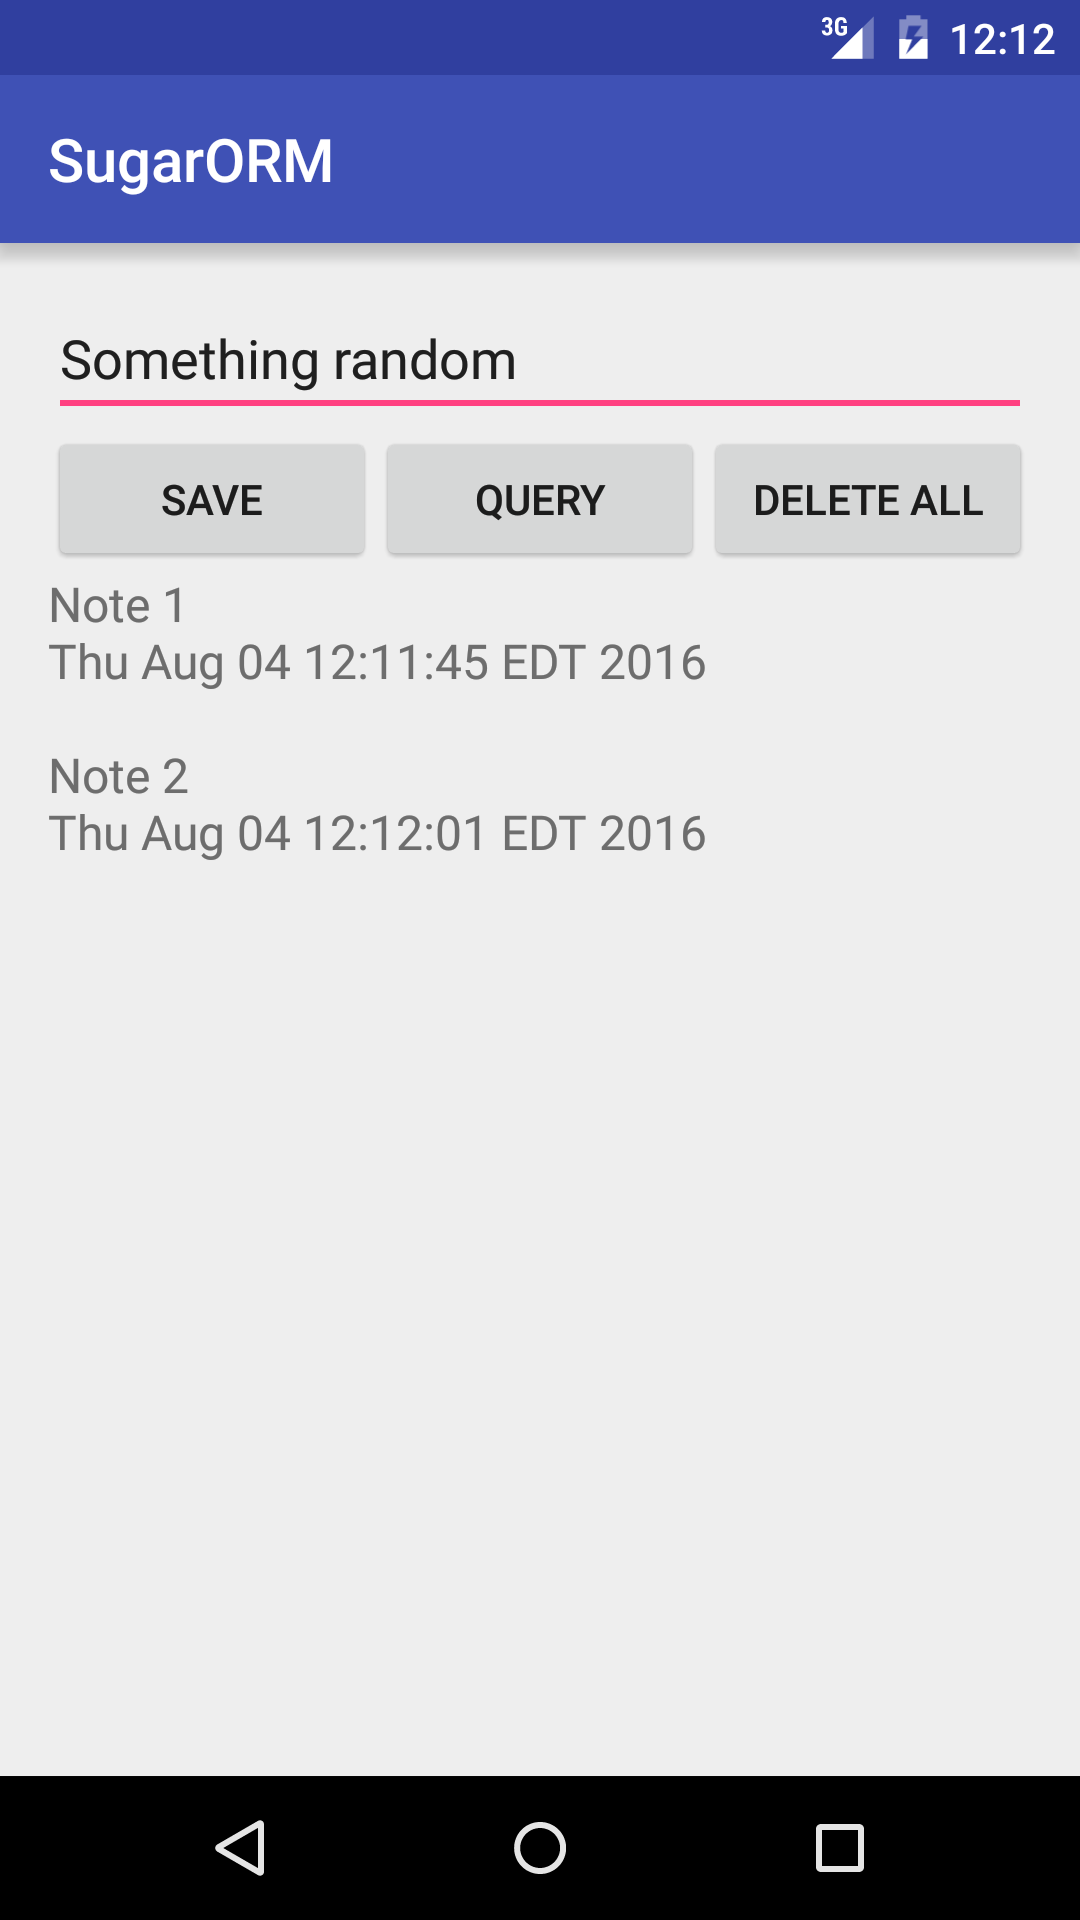 3G 12:12
SugarORM
Something random
SAVE QUERY DELETE ALL
Note 1
Thu Aug 04 12:11:45 EDT 2016
Note 2
Thu Aug 04 12:12:01 EDT 2016